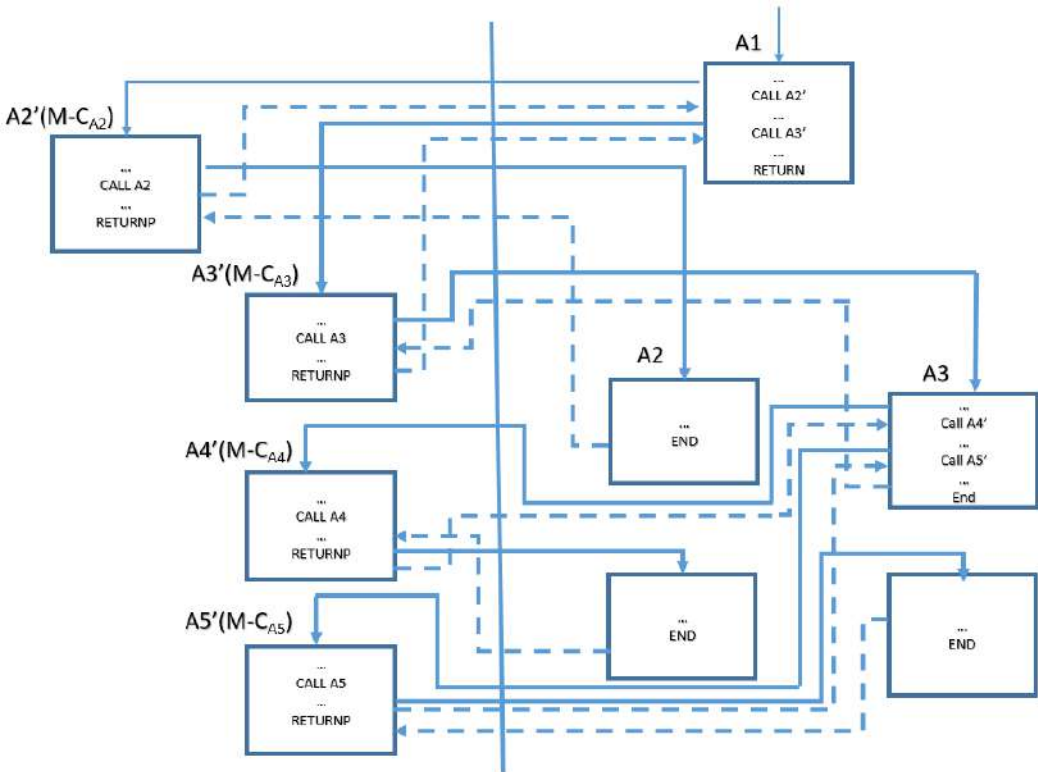 A1
...
CALL A2’
...
CALL A3’
...
RETURN
A2’(M-CA2)
...
CALL A2
...
RETURNP
A3’(M-CA3)
...
CALL A3
...
RETURNP
A2
...
END
A3
...
Call A4’
...
Call A5’
...
End
A4’(M-CA4)
...
CALL A4
...
RETURNP
...
END
...
END
A5’(M-CA5)
...
CALL A5
...
RETURNP